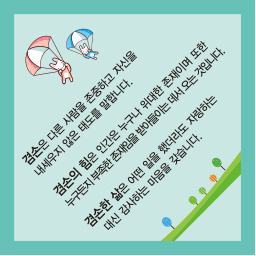 겸손은 다른 사람을 존중하고 자신을
내세우지 않은 태도를 말합니다.
겸손의 힘은 인간은 누구나 위대한 존재이며 또한
누구든지 부족한 존재임을 받아들이는 데서 오는 것입니다.
겸손한 삶은 어떤 일을 했더라도 자랑하는
대신 감사하는 마음을 갖습니다.